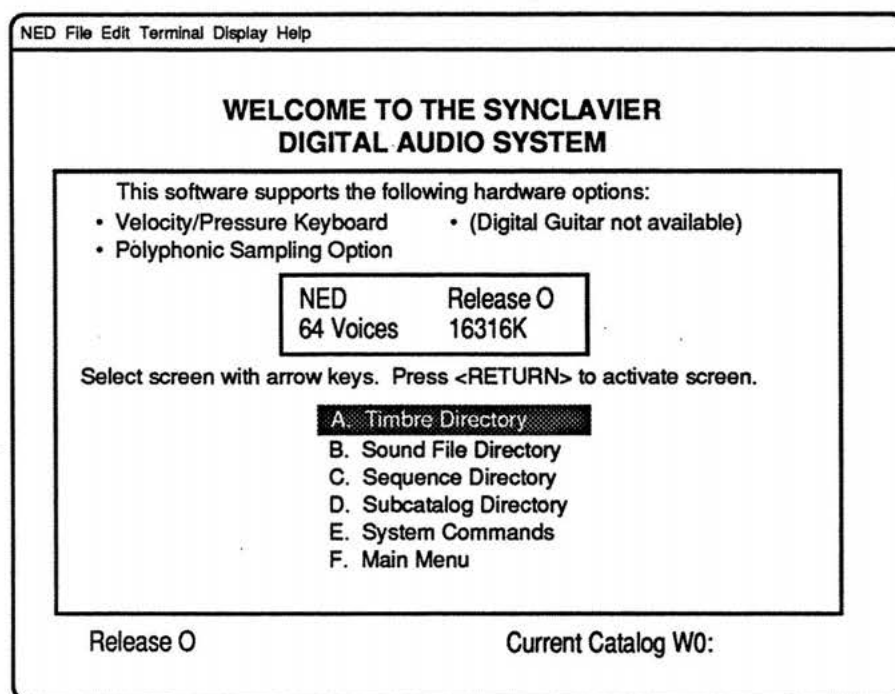 NED File Edit Terminal Display Help
WELCOME TO THE SYNCLAVIER
DIGITAL AUDIO SYSTEM
This software supports the following hardware options:
• Velocity/Pressure Keyboard • (Digital Guitar not available)
• Polyphonic Sampling Option
NED Release O
64 Voices 16316K
Select screen with arrow keys. Press <RETURN> to activate screen.
A. Timbre Directory
B. Sound File Directory
C. Sequence Directory
D. Subcatalog Directory
E. System Commands
F. Main Menu
Release O Current Catalog W0: